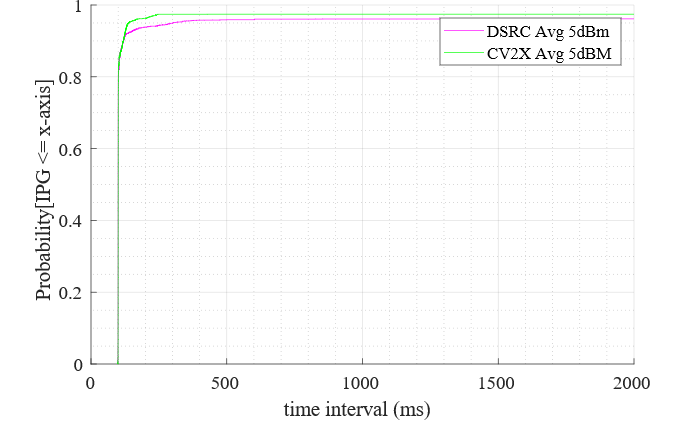 1
0.8
0.6
0.4
0.2
0
0
500
1000
1500
2000
Probability[IPG <= x-axis]
time interval (ms)
DSRC Avg 5dBm
CV2X Avg 5dBM